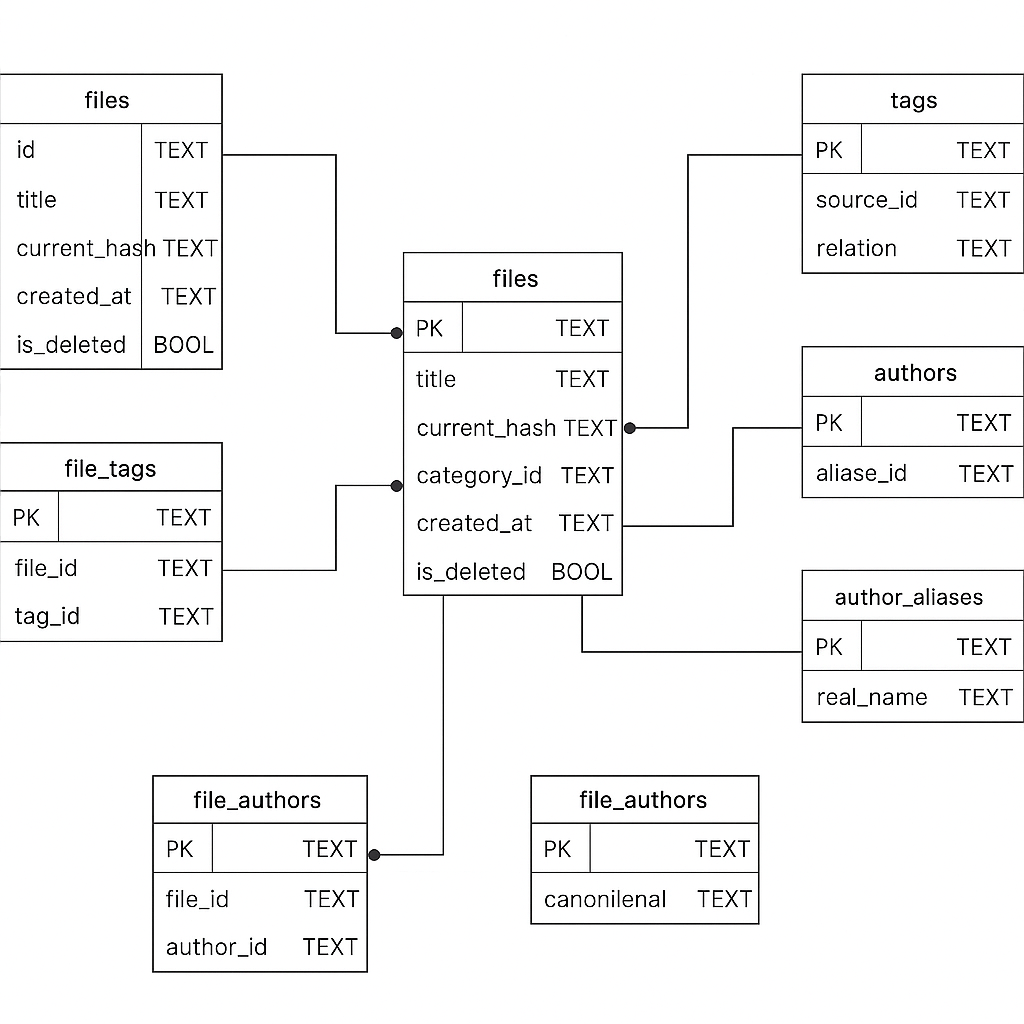 files
id TEXT
title TEXT
current_hash TEXT
created_at TEXT
is_deleted BOOL
file_tags
PK TEXT
file_id TEXT
tag_id TEXT
files
PK TEXT
title TEXT
current_hash TEXT
category_id TEXT
created_at TEXT
is_deleted BOOL
tags
PK TEXT
source_id TEXT
relation TEXT
authors
PK TEXT
aliase_id TEXT
author_aliases
PK TEXT
real_name TEXT
file_authors
PK TEXT
file_id TEXT
author_id TEXT
file_authors
PK TEXT
canonilenal TEXT